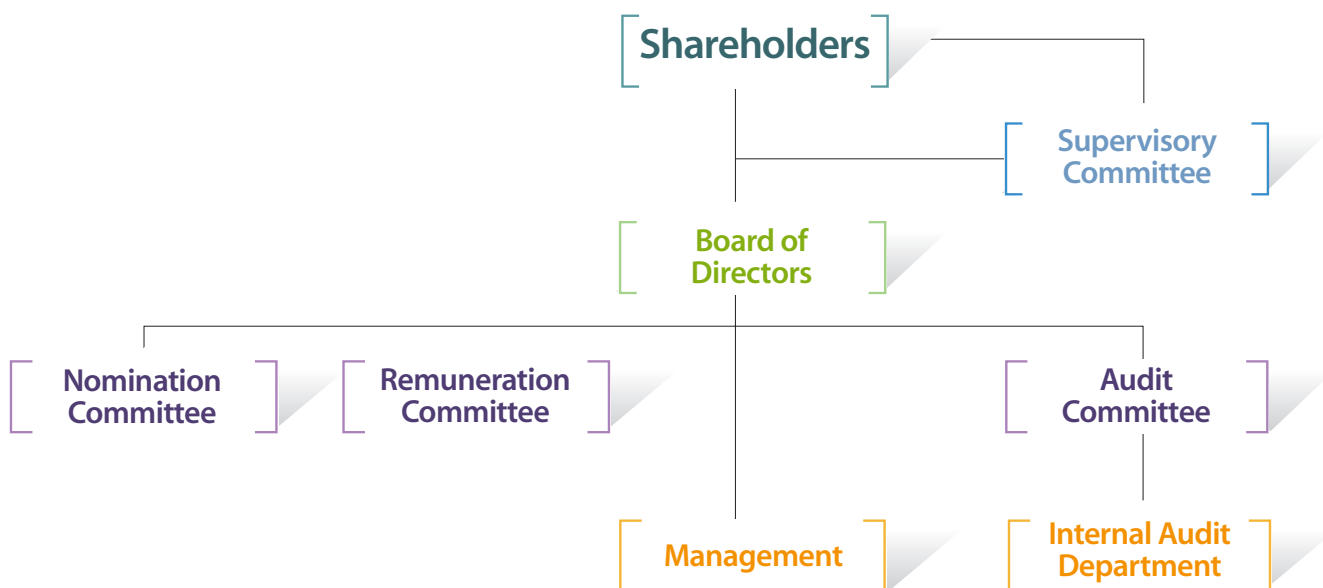 Shareholders
Supervisory
Committee
Board of
Directors
Nomination
Committee
Remuneration
Committee
Audit
Committee
Management
Internal Audit
Department